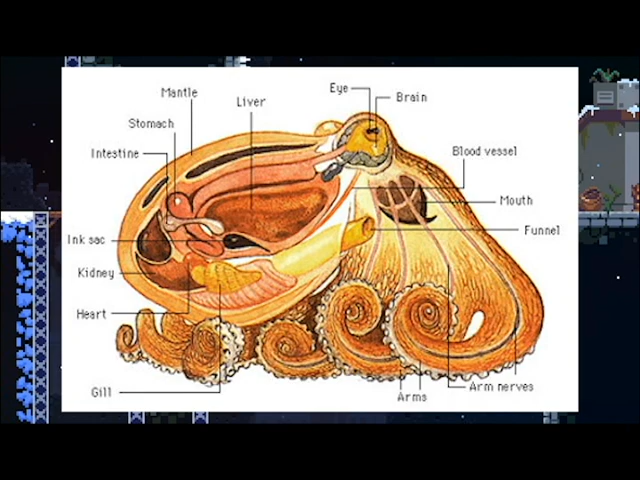 Eye
Mantle
Brain
Liver
Stomach
Intestine
Blood vessel
Mouth
Funnel
Ink sac
Kidney
Heart
Arm nerves
Gill
Arms